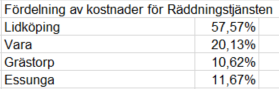 Fördelning av kostnader för Räddningstjänsten
Lidköping 57,57%
Vara 20,13%
Grästorp 10,62%
Essunga 11,67%